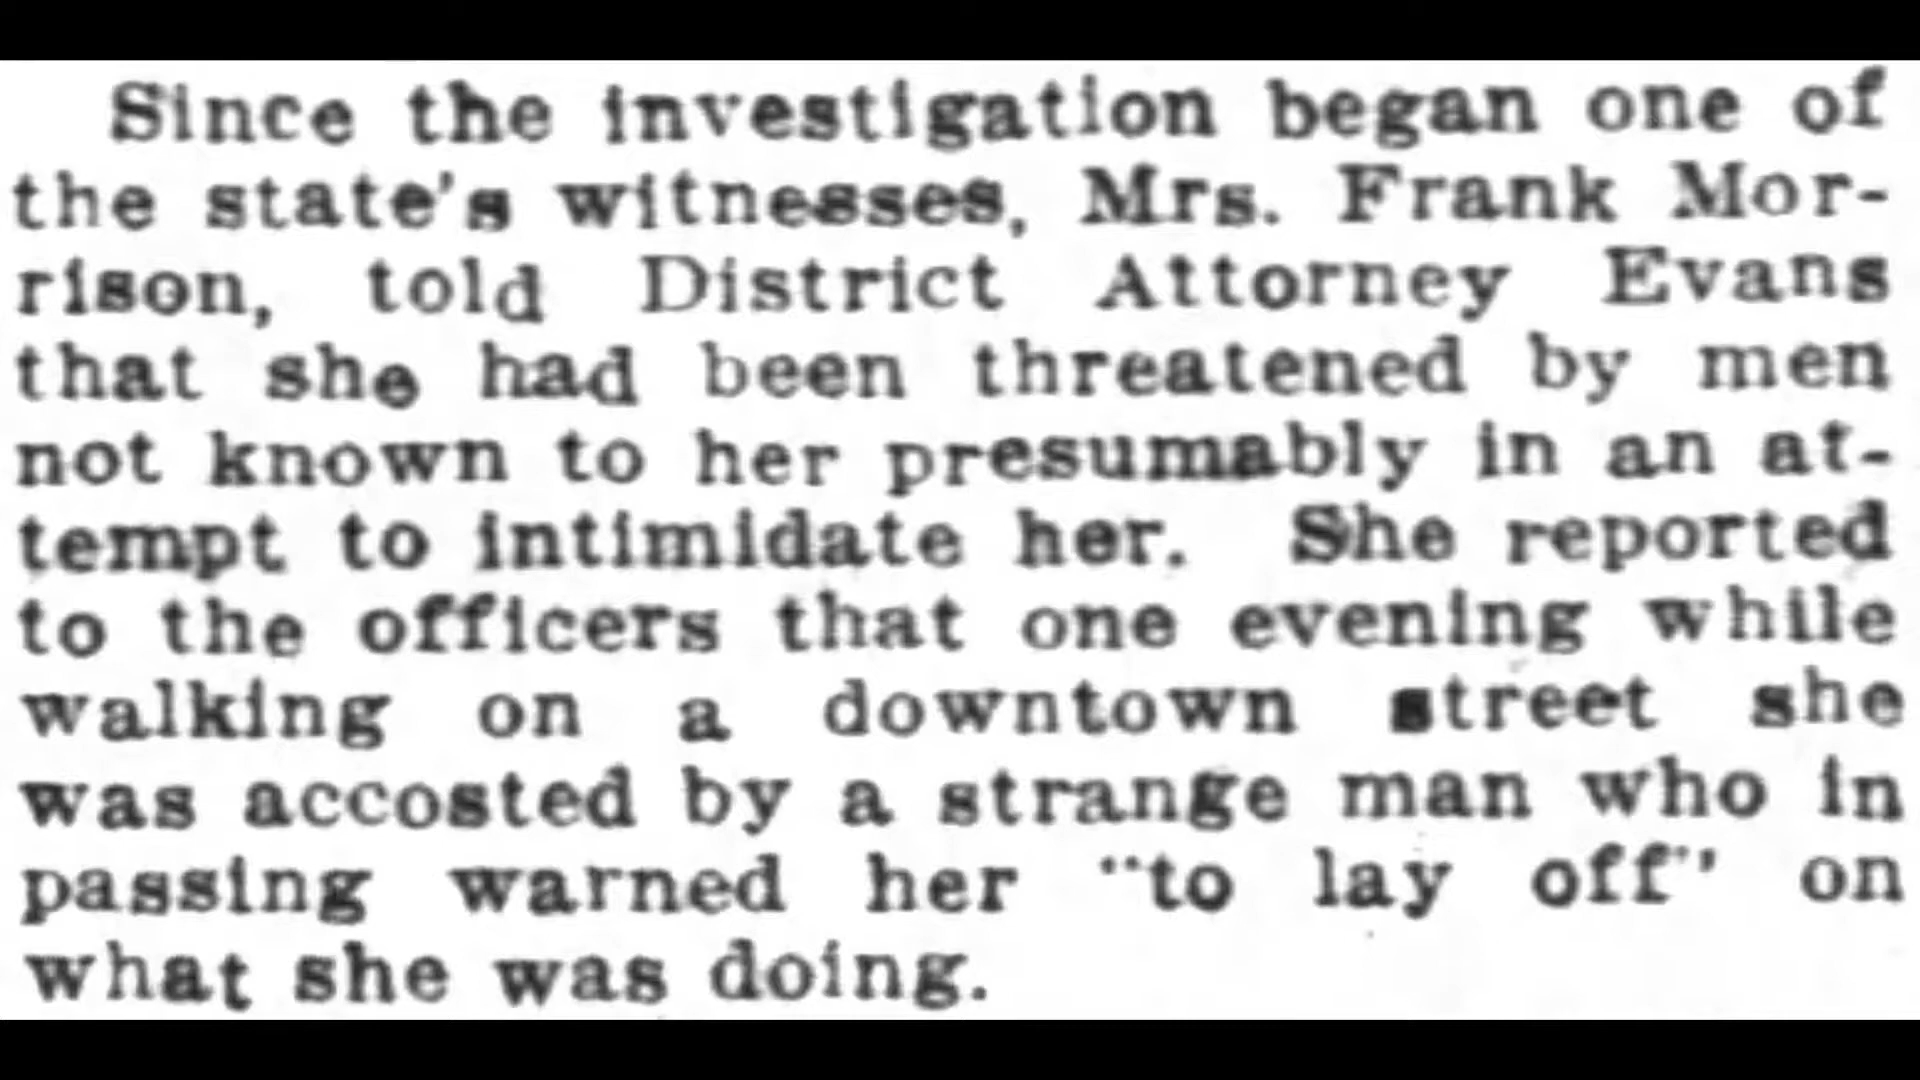 Since the investigation began one of
the state's witnesses, Mrs. Frank Mor-
rison, told District Attorney Evans
that she had been threatened by men
not known to her presumably in an at-
tempt to intimidate her. She reported
to the officers that one evening while
walking on a downtown street she
was accosted by a strange man who in
passing warned her "to lay off" on
what she was doing.